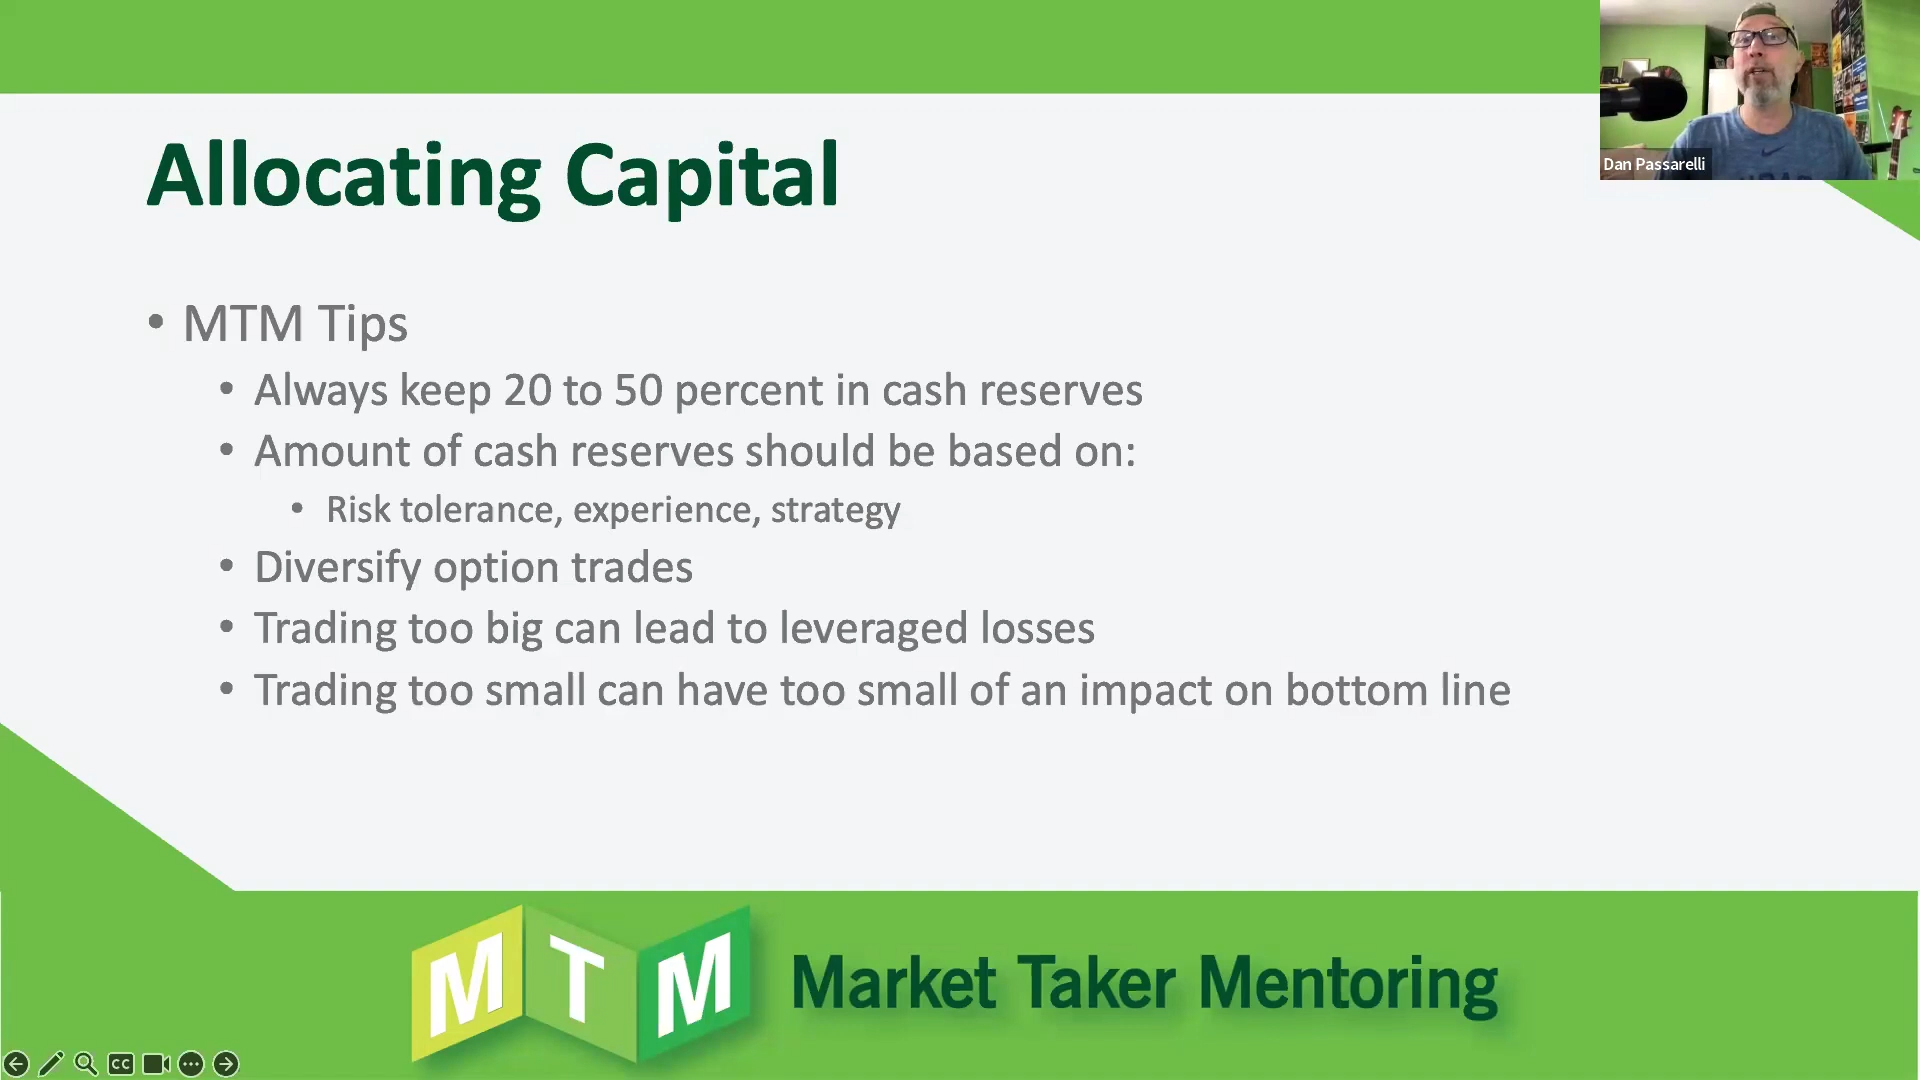 Allocating Capital
Dan Passarelli
• MTM Tips
• Always keep 20 to 50 percent in cash reserves
• Amount of cash reserves should be based on:
• Risk tolerance, experience, strategy
• Diversify option trades
• Trading too big can lead to leveraged losses
• Trading too small can have too small of an impact on bottom line
MTM Market Taker Mentoring
CC